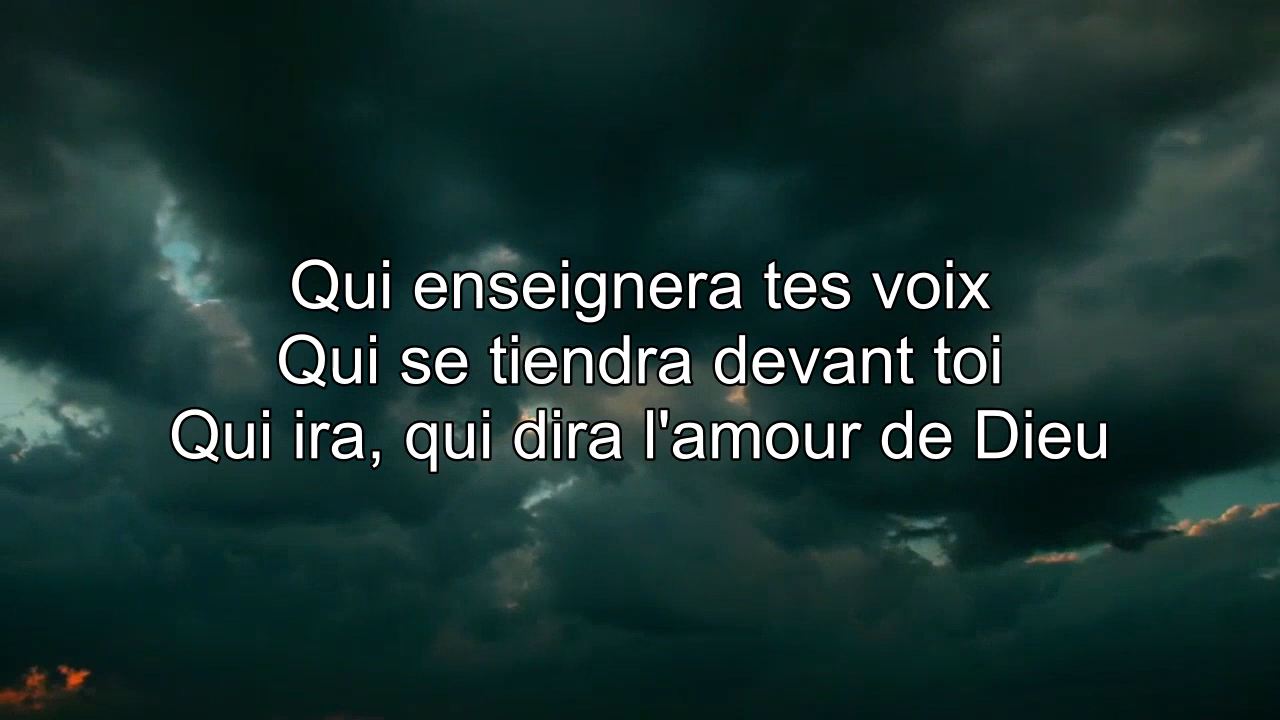 Qui enseignera tes voix
Qui se tiendra devant toi
Qui ira, qui dira l'amour de Dieu